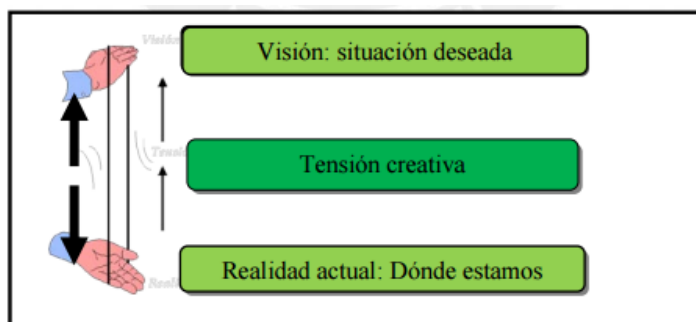 Visión: situación deseada
Tensión creativa
Realidad actual: Dónde estamos